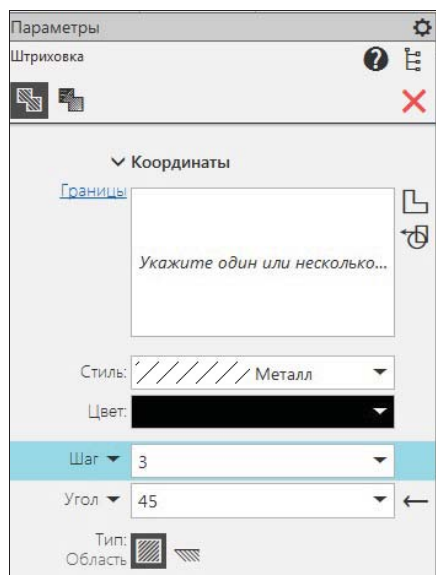 Параметры
Штриховка
Координаты
Границы
Укажите один или несколько...
Стиль: Металл
Цвет:
Шаг 3
Угол 45
Тип:
Область